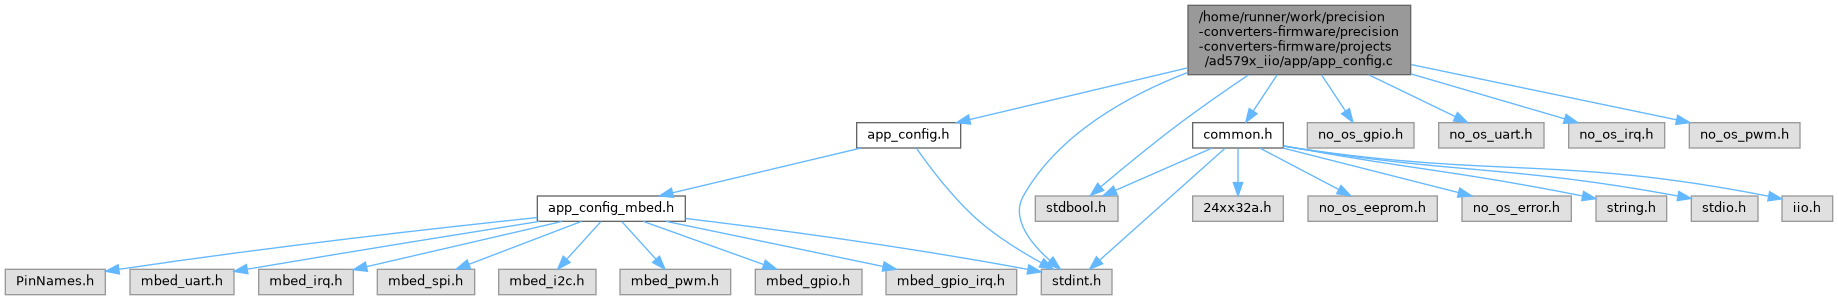 /home/runner/work/precision
-converters-firmware/precision
-converters-firmware/projects
/ad579x_iio/app/app_config.c
app_config.h
common.h
no_os_gpio.h
no_os_uart.h
no_os_irq.h
no_os_pwm.h
app_config_mbed.h
stdbool.h
24xx32a.h
no_os_eeprom.h
no_os_error.h
string.h
stdio.h
iio.h
PinNames.h
mbed_uart.h
mbed_irq.h
mbed_spi.h
mbed_i2c.h
mbed_pwm.h
mbed_gpio.h
mbed_gpio_irq.h
stdint.h